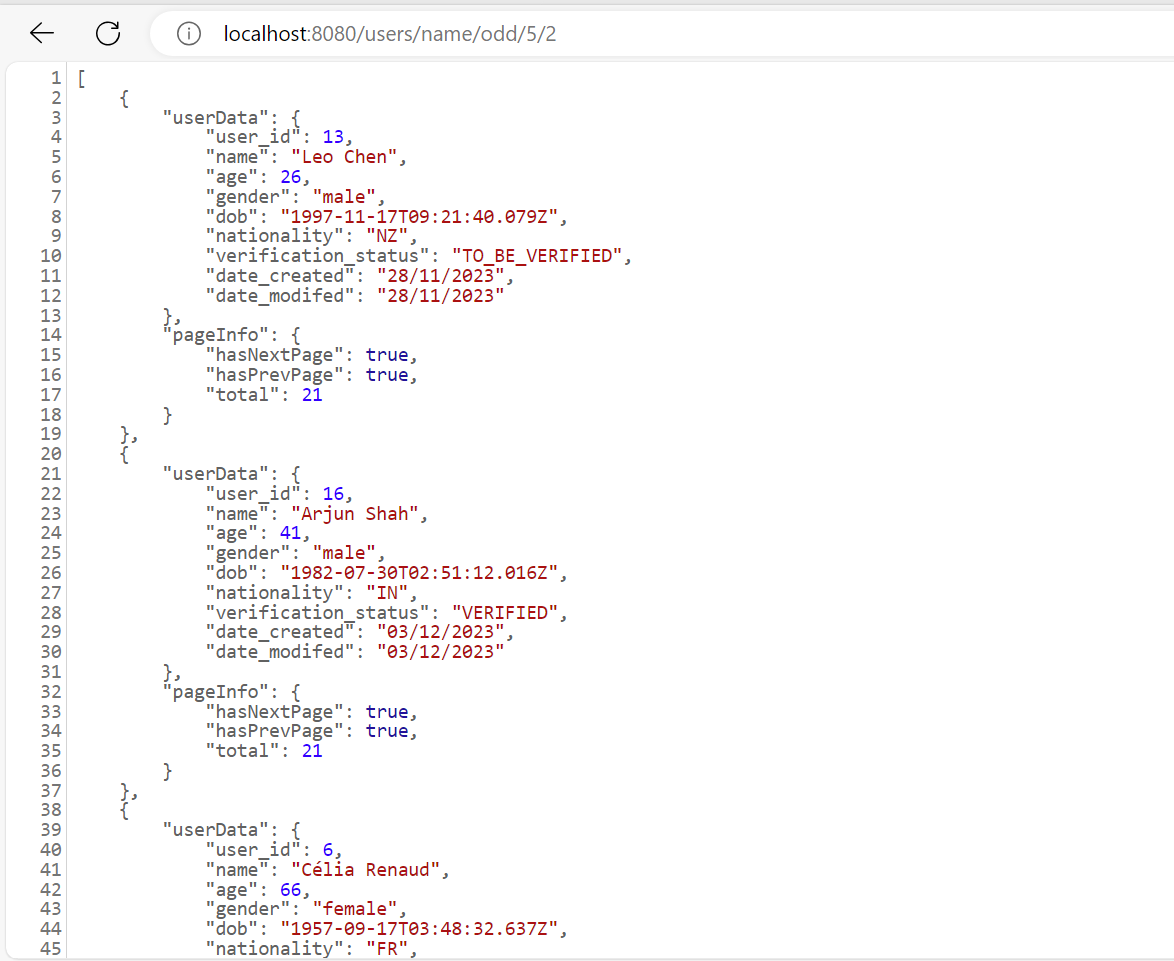 localhost:8080/users/name/odd/5/2
1 [
2 {
3 "userData": {
4 "user_id": 13,
5 "name": "Leo Chen",
6 "age": 26,
7 "gender": "male",
8 "dob": "1997-11-17T09:21:40.079Z",
9 "nationality": "NZ",
10 "verification_status": "TO_BE_VERIFIED",
11 "date_created": "28/11/2023",
12 "date_modifed": "28/11/2023"
13 },
14 "pageInfo": {
15 "hasNextPage": true,
16 "hasPrevPage": true,
17 "total": 21
18 }
19 },
20 {
21 "userData": {
22 "user_id": 16,
23 "name": "Arjun Shah",
24 "age": 41,
25 "gender": "male",
26 "dob": "1982-07-30T02:51:12.016Z",
27 "nationality": "IN",
28 "verification_status": "VERIFIED",
29 "date_created": "03/12/2023",
30 "date_modifed": "03/12/2023"
31 },
32 "pageInfo": {
33 "hasNextPage": true,
34 "hasPrevPage": true,
35 "total": 21
36 }
37 },
38 {
39 "userData": {
40 "user_id": 6,
41 "name": "Célia Renaud",
42 "age": 66,
43 "gender": "female",
44 "dob": "1957-09-17T03:48:32.637Z",
45 "nationality": "FR",